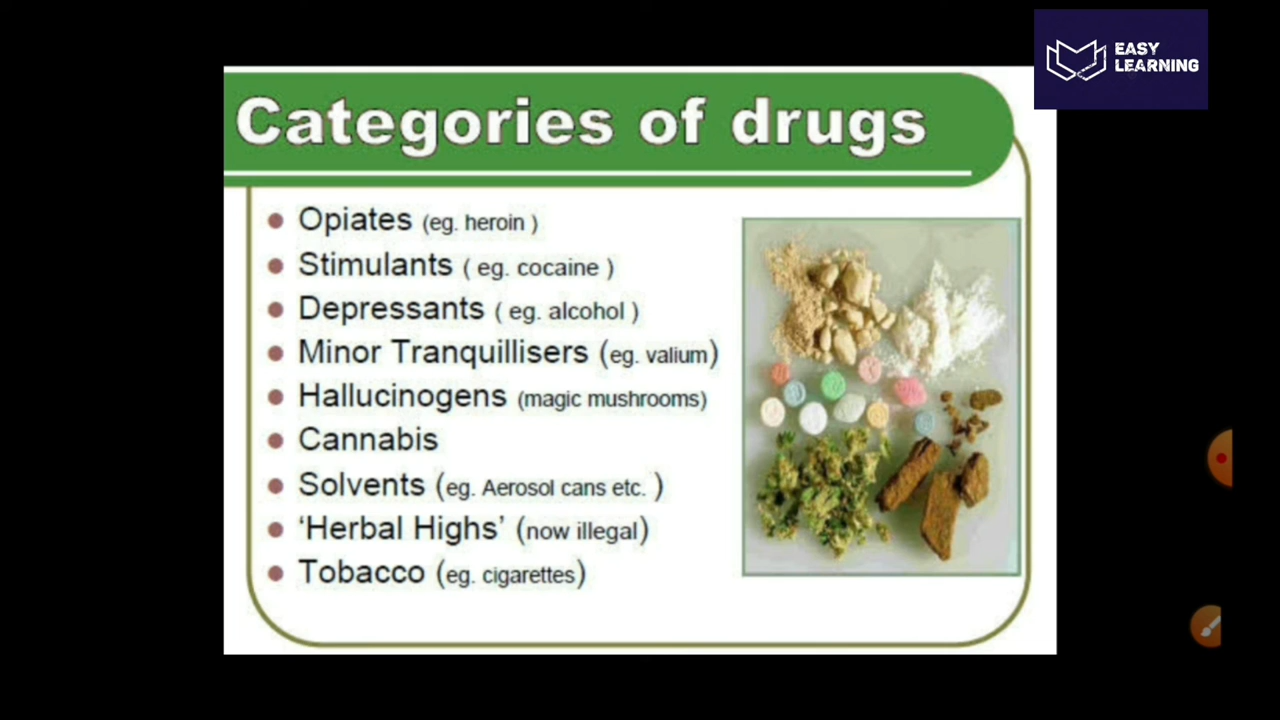 EASY
LEARNING
Categories of drugs
Opiates (eg. heroin )
Stimulants ( eg. cocaine )
Depressants ( eg. alcohol )
Minor Tranquillisers (eg. valium)
Hallucinogens (magic mushrooms)
Cannabis
Solvents (eg. Aerosol cans etc. )
‘Herbal Highs’ (now illegal)
Tobacco (eg. cigarettes)